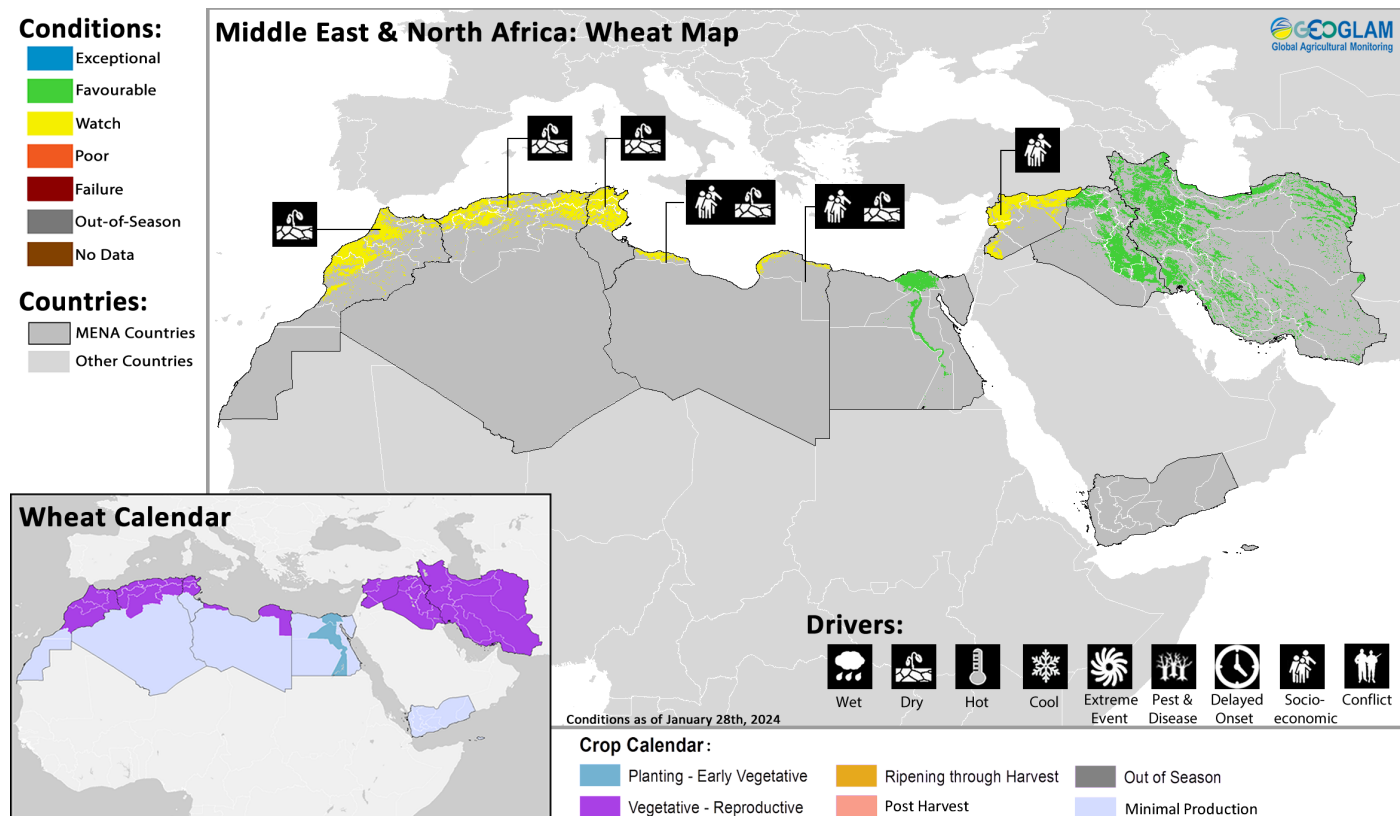 Conditions:
Exceptional
Favourable
Watch
Poor
Failure
Out-of-Season
No Data
Countries:
MENA Countries
Other Countries
Middle East & North Africa: Wheat Map
GEOGLAM
Global Agricultural Monitoring
Wheat Calendar
Drivers:
Wet
Dry
Hot
Cool
Extreme
Event
Pest &
Disease
Delayed
Onset
Socio-
economic
Conflict
Conditions as of January 28th, 2024
Crop Calendar:
Planting - Early Vegetative
Vegetative - Reproductive
Ripening through Harvest
Post Harvest
Out of Season
Minimal Production